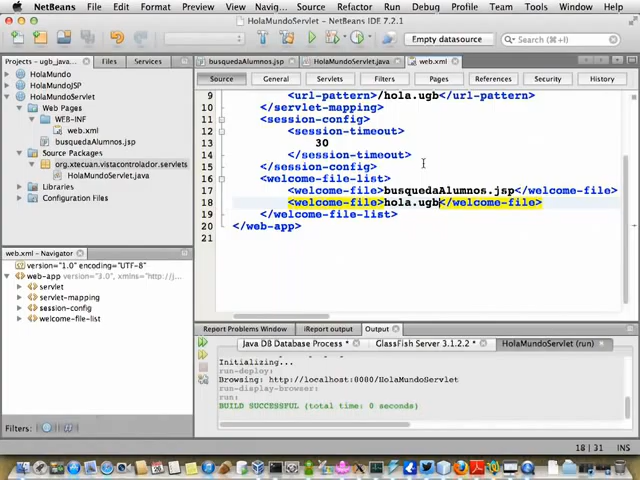 NetBeans File Edit View Navigate Source Refactor Run Debug Profile Team Tools Window Help
HolaMundoServlet – NetBeans IDE 7.2.1
Empty datasource
Search (⌘+I)
Projects – ugb_java...
Services
busquedaAlumnos.jsp
HolaMundoServlet.java
web.xml
Source General Servlets Filters Pages References Security History
HolaMundo
HolaMundoJSP
HolaMundoServlet
Web Pages
WEB-INF
web.xml
busquedaAlumnos.jsp
Source Packages
org.xtecuan.vistacontrolador.servlets
HolaMundoServlet.java
Libraries
Configuration Files
9 <url-pattern>/hola.ugb</url-pattern>
10 </servlet-mapping>
11 <session-config>
12 <session-timeout>
13 30
14 </session-timeout>
15 </session-config>
16 <welcome-file-list>
17 <welcome-file>busquedaAlumnos.jsp</welcome-file>
18 <welcome-file>hola.ugb</welcome-file>
19 </welcome-file-list>
20 </web-app>
21
web.xml – Navigator
version="1.0" encoding="UTF-8"
web-app version="3.0", xmlns="http://j...
servlet
servlet-mapping
session-config
welcome-file-list
Filters:
Report Problems Window
iReport output
Output
Java DB Database Process
GlassFish Server 3.1.2.2
HolaMundoServlet (run)
Initializing...
run-deploy:
Browsing: http://localhost:8080/HolaMundoServlet
run-display-browser:
run:
BUILD SUCCESSFUL (total time: 0 seconds)
18 | 31 INS